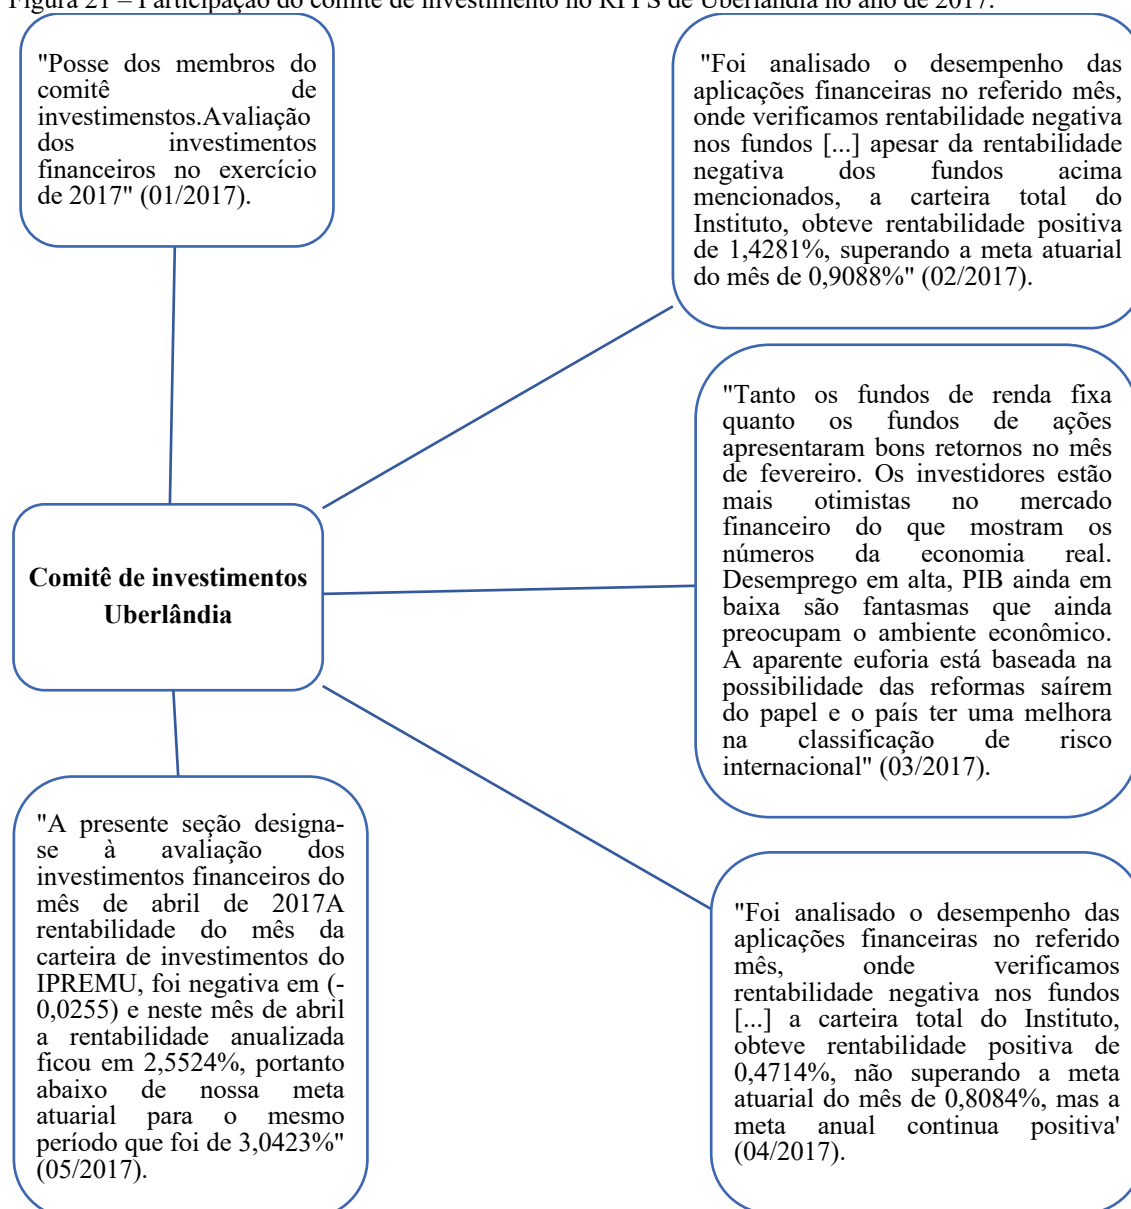 Figura 21 – Participação do comitê de investimento no RPPS de Uberlândia no ano de 2017.
"Posse dos membros do
comitê de
investimenstos.Avaliação
dos investimentos
financeiros no exercício
de 2017" (01/2017).
"Foi analisado o desempenho das
aplicações financeiras no referido mês,
onde verificamos rentabilidade negativa
nos fundos [...] apesar da rentabilidade
negativa dos fundos acima
mencionados, a carteira total do
Instituto, obteve rentabilidade positiva
de 1,4281%, superando a meta atuarial
do mês de 0,9088%" (02/2017).
"Tanto os fundos de renda fixa
quanto os fundos de ações
apresentaram bons retornos no mês
de fevereiro. Os investidores estão
mais otimistas no mercado
financeiro do que mostram os
números da economia real.
Desemprego em alta, PIB ainda em
baixa são fantasmas que ainda
preocupam o ambiente econômico.
A aparente euforia está baseada na
possibilidade das reformas saírem
do papel e o país ter uma melhora
na classificação de risco
internacional" (03/2017).
Comitê de investimentos
Uberlândia
"A presente seção designa-
se à avaliação dos
investimentos financeiros do
mês de abril de 2017A
rentabilidade do mês da
carteira de investimentos do
IPREMU, foi negativa em (-
0,0255) e neste mês de abril
a rentabilidade anualizada
ficou em 2,5524%, portanto
abaixo de nossa meta
atuarial para o mesmo
período que foi de 3,0423%"
(05/2017).
"Foi analisado o desempenho das
aplicações financeiras no referido
mês, onde verificamos
rentabilidade negativa nos fundos
[...] a carteira total do Instituto,
obteve rentabilidade positiva de
0,4714%, não superando a meta
atuarial do mês de 0,8084%, mas a
meta anual continua positiva'
(04/2017).